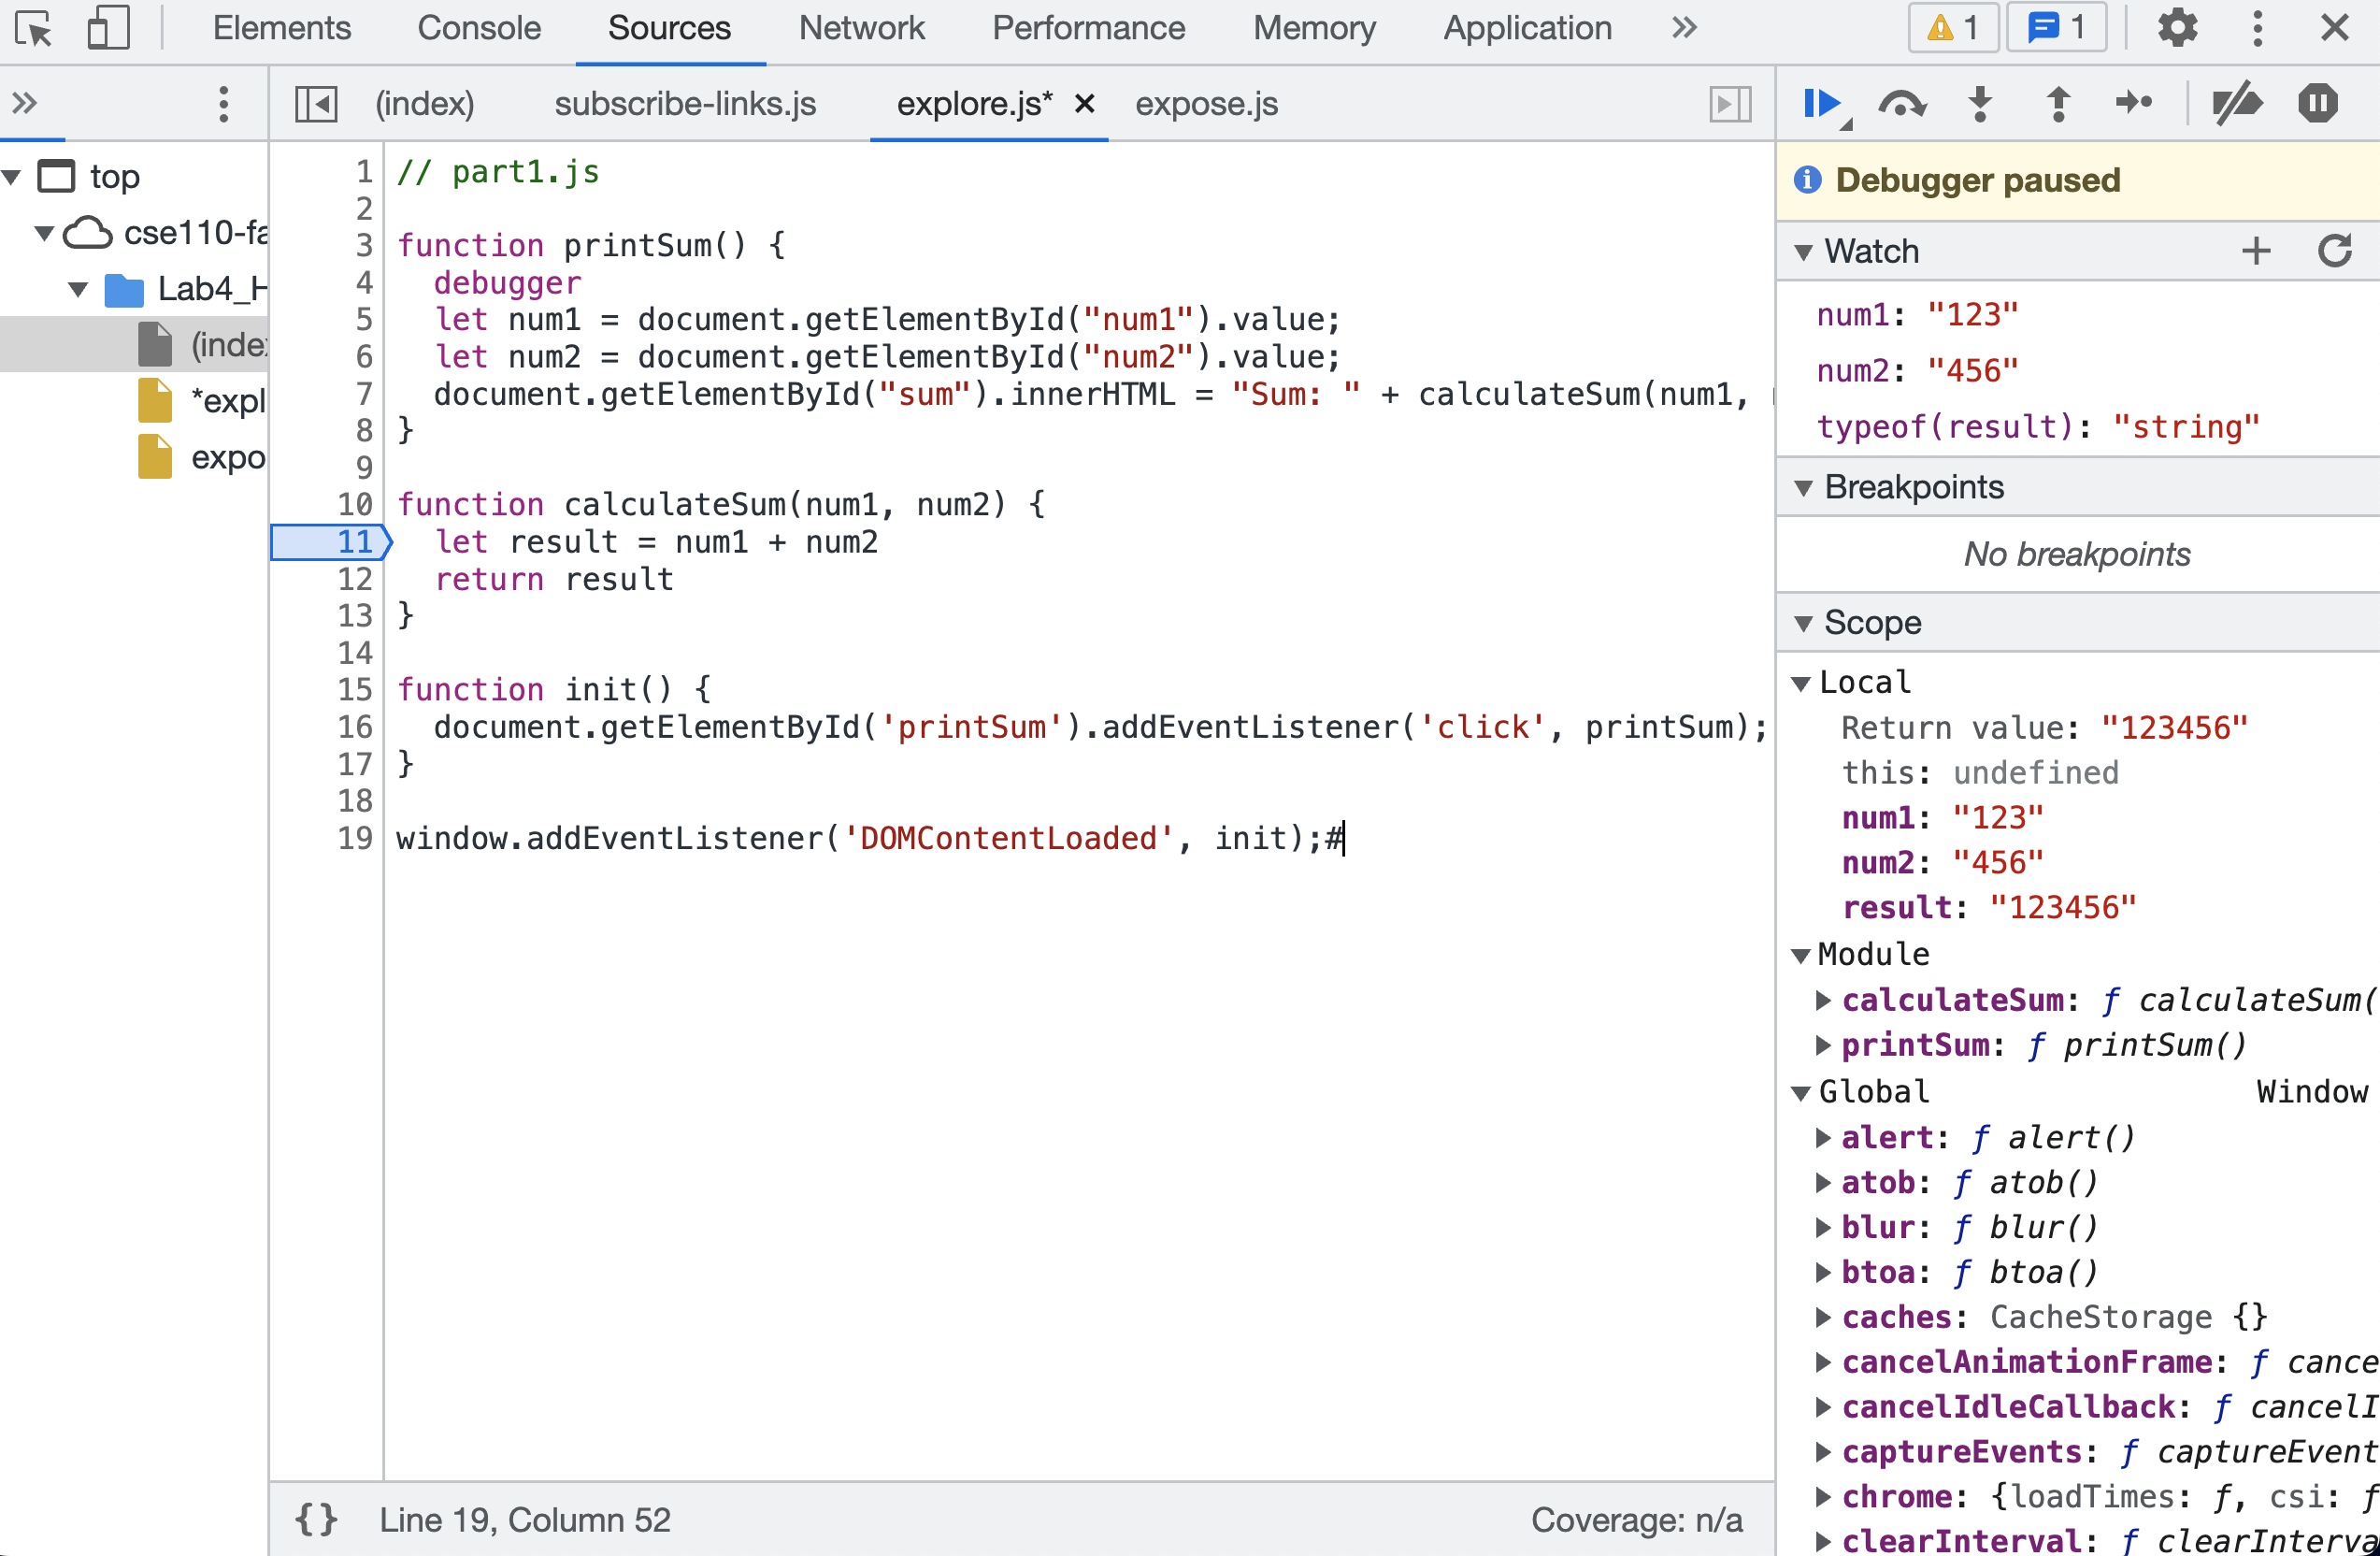 Elements Console Sources Network Performance Memory Application » 1 1
(index) subscribe-links.js explore.js* × expose.js
top
cse110-fa
Lab4_H
(inde
*expl
expo
1 // part1.js
2
3 function printSum() {
4 debugger
5 let num1 = document.getElementById("num1").value;
6 let num2 = document.getElementById("num2").value;
7 document.getElementById("sum").innerHTML = "Sum: " + calculateSum(num1,
8 }
9
10 function calculateSum(num1, num2) {
11 let result = num1 + num2
12 return result
13 }
14
15 function init() {
16 document.getElementById('printSum').addEventListener('click', printSum);
17 }
18
19 window.addEventListener('DOMContentLoaded', init);#
{} Line 19, Column 52 Coverage: n/a
Debugger paused
Watch
num1: "123"
num2: "456"
typeof(result): "string"
Breakpoints
No breakpoints
Scope
Local
Return value: "123456"
this: undefined
num1: "123"
num2: "456"
result: "123456"
Module
calculateSum: ƒ calculateSum(
printSum: ƒ printSum()
Global Window
alert: ƒ alert()
atob: ƒ atob()
blur: ƒ blur()
btoa: ƒ btoa()
caches: CacheStorage {}
cancelAnimationFrame: ƒ cance
cancelIdleCallback: ƒ cancelI
captureEvents: ƒ captureEvent
chrome: {loadTimes: ƒ, csi: ƒ
clearInterval: ƒ clearInterva